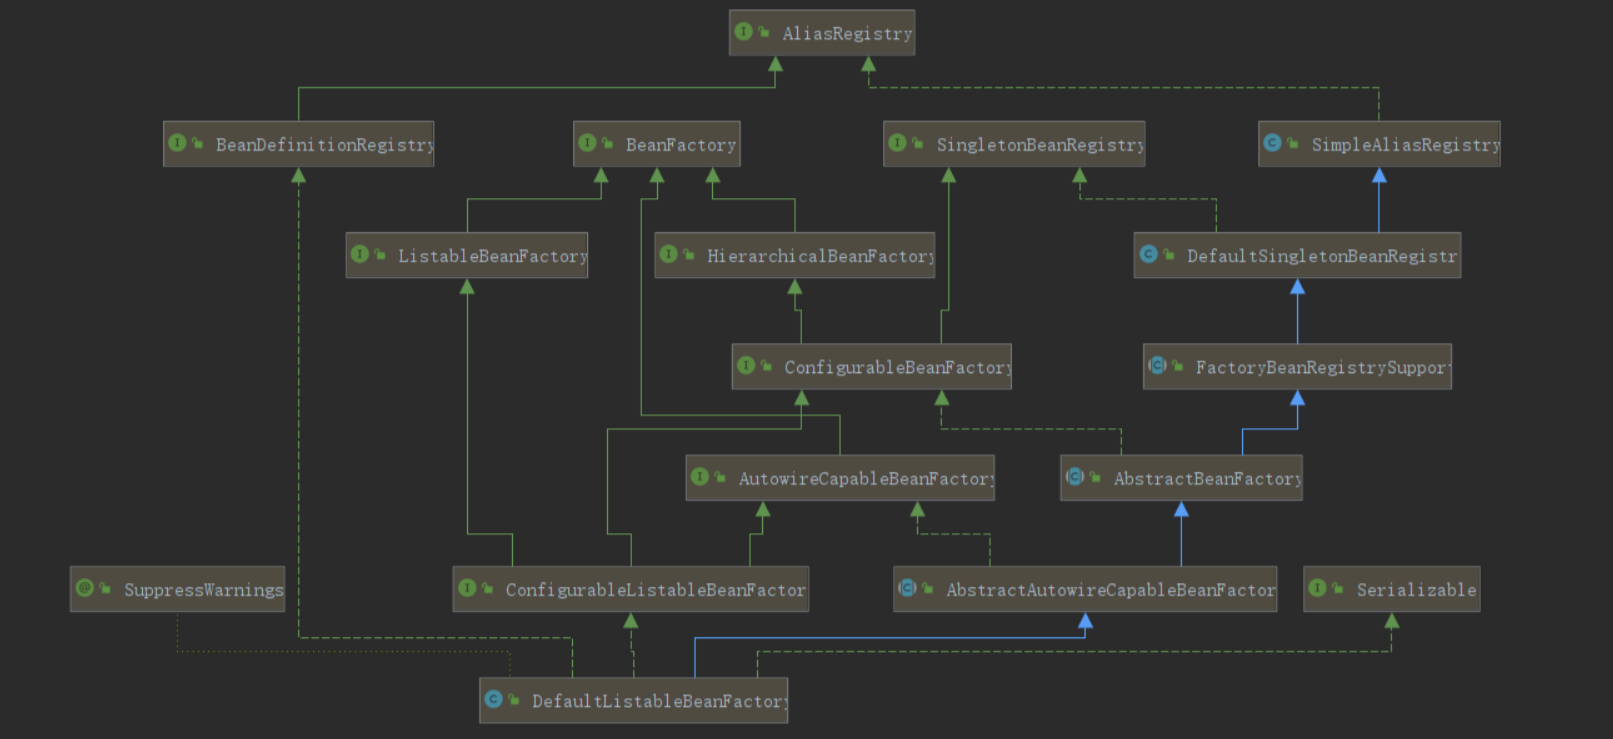 AliasRegistry
BeanDefinitionRegistry
BeanFactory
SingletonBeanRegistry
SimpleAliasRegistry
ListableBeanFactory
HierarchicalBeanFactory
DefaultSingletonBeanRegistr
ConfigurableBeanFactory
FactoryBeanRegistrySuppor
AutowireCapableBeanFactory
AbstractBeanFactory
SuppressWarnings
ConfigurableListableBeanFactor
AbstractAutowireCapableBeanFactor
Serializable
DefaultListableBeanFactory